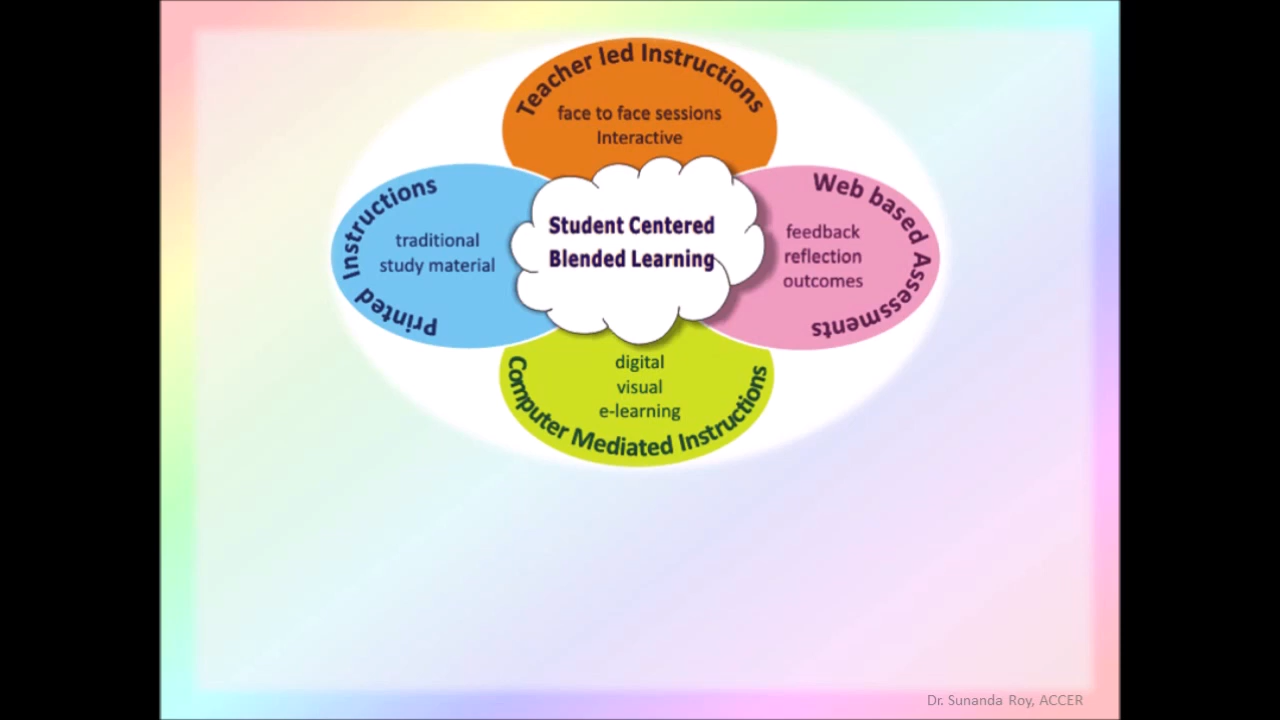 Teacher led Instructions
face to face sessions
Interactive
Printed Instructions
traditional
study material
Student Centered
Blended Learning
Web based Assessments
feedback
reflection
outcomes
digital
visual
e-learning
Computer Mediated Instructions
Dr. Sunanda Roy, ACCER